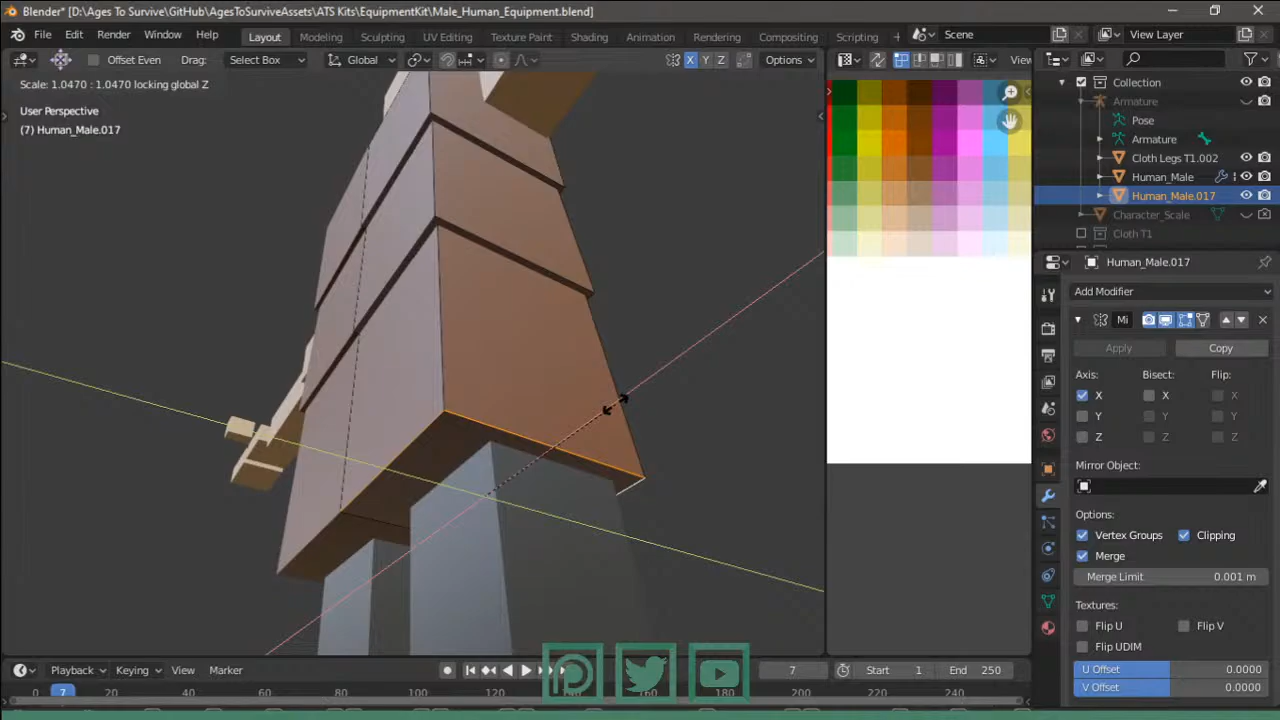 Blender* [D:\Ages To Survive\GitHub\AgesToSurviveAssets\ATS Kits\EquipmentKit\Male_Human_Equipment.blend]
File Edit Render Window Help Layout Modeling Sculpting UV Editing Texture Paint Shading Animation Rendering Compositing Scripting + Scene View Layer
Offset Even Drag: Select Box Global X Y Z Options View
Scale: 1.0470 : 1.0470 locking global Z
User Perspective
(7) Human_Male.017
Collection
Armature
Pose
Armature
Cloth Legs T1.002
Human_Male
Human_Male.017
Character_Scale
Cloth T1
Human_Male.017
Add Modifier
Mi
Apply Copy
Axis: Bisect: Flip:
X X X
Y Y Y
Z Z Z
Mirror Object:
Options:
Vertex Groups Clipping
Merge
Merge Limit 0.001 m
Textures:
Flip U Flip V
Flip UDIM
U Offset 0.0000
V Offset 0.0000
Playback Keying View Marker 7 Start 1 End 250
0 7 20 40 60 80 100 120 160 180 200 220 240